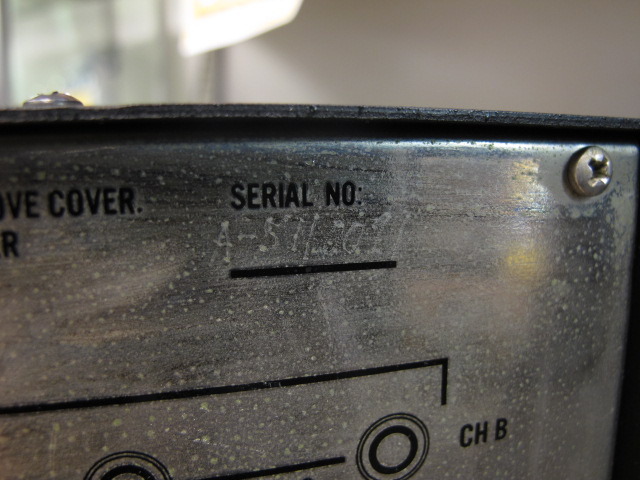 OVE COVER.
R
SERIAL NO:
CH B